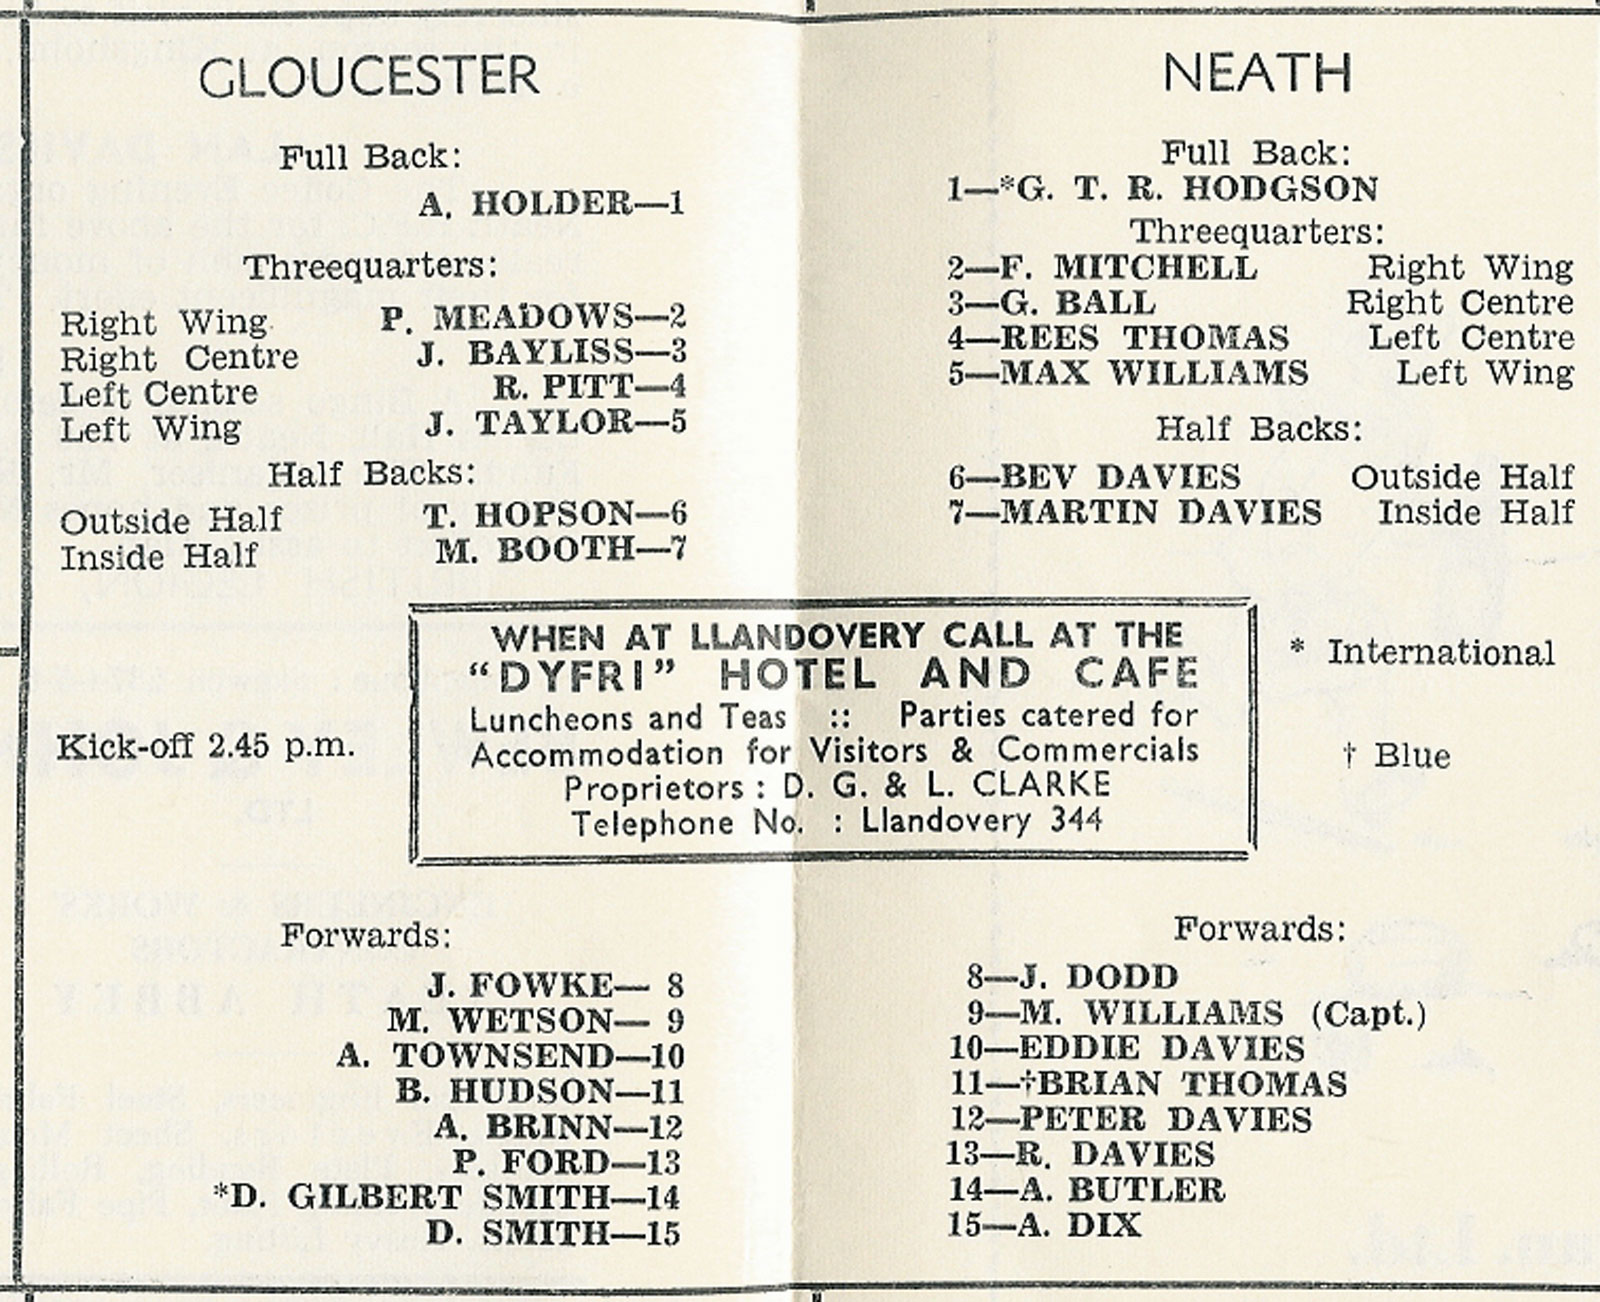 GLOUCESTER
Full Back:
A. HOLDER—1
Threequarters:
Right Wing P. MEADOWS—2
Right Centre J. BAYLISS—3
Left Centre R. PITT—4
Left Wing J. TAYLOR—5
Half Backs:
Outside Half T. HOPSON—6
Inside Half M. BOOTH—7
NEATH
Full Back:
1—*G. T. R. HODGSON
Threequarters:
2—F. MITCHELL Right Wing
3—G. BALL Right Centre
4—REES THOMAS Left Centre
5—MAX WILLIAMS Left Wing
Half Backs:
6—BEV DAVIES Outside Half
7—MARTIN DAVIES Inside Half
Kick-off 2.45 p.m.
WHEN AT LLANDOVERY CALL AT THE
“DYFRI” HOTEL AND CAFE
Luncheons and Teas :: Parties catered for
Accommodation for Visitors & Commercials
Proprietors : D. G. & L. CLARKE
Telephone No. : Llandovery 344
* International
† Blue
Forwards:
J. FOWKE— 8
M. WETSON— 9
A. TOWNSEND—10
B. HUDSON—11
A. BRINN—12
P. FORD—13
*D. GILBERT SMITH—14
D. SMITH—15
Forwards:
8—J. DODD
9—M. WILLIAMS (Capt.)
10—EDDIE DAVIES
11—†BRIAN THOMAS
12—PETER DAVIES
13—R. DAVIES
14—A. BUTLER
15—A. DIX